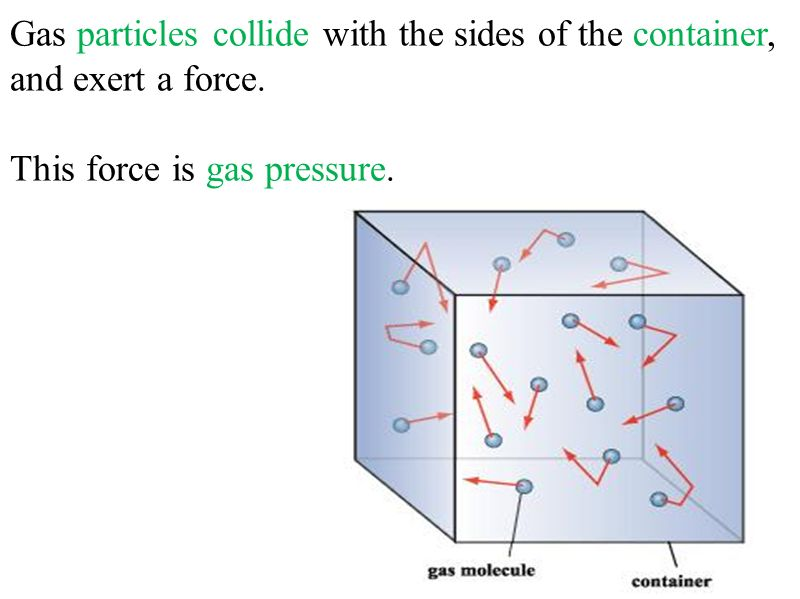 Gas particles collide with the sides of the container,
and exert a force.
This force is gas pressure.
gas molecule
container